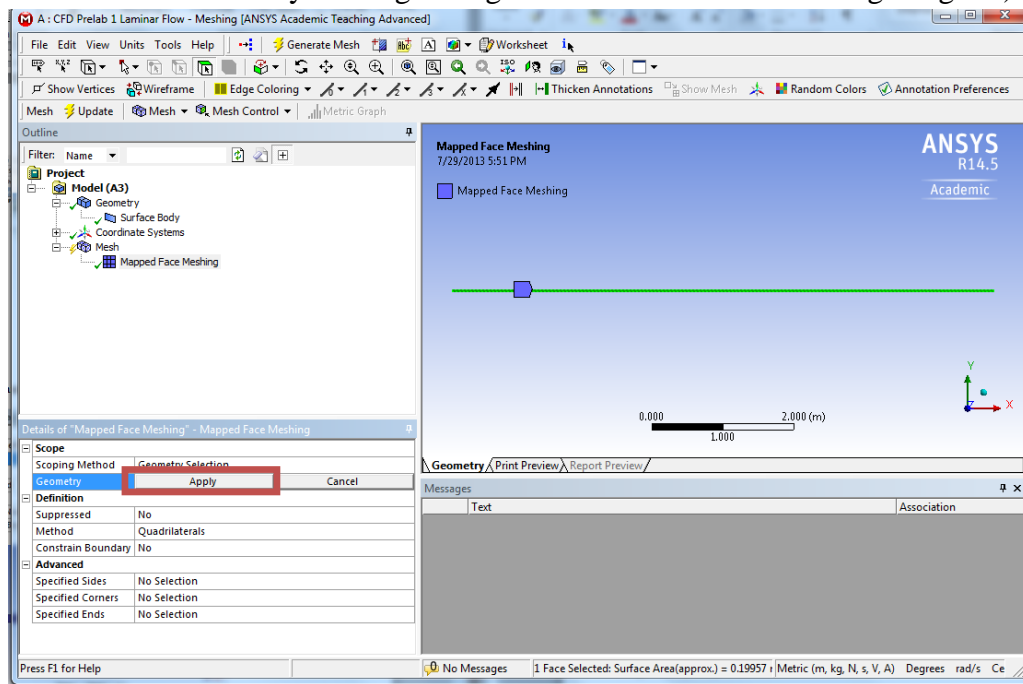 A : CFD Prelab 1 Laminar Flow - Meshing [ANSYS Academic Teaching Advanced]
File Edit View Units Tools Help Generate Mesh A Worksheet
Show Vertices Wireframe Edge Coloring Thicken Annotations Show Mesh Random Colors Annotation Preferences
Mesh Update Mesh Mesh Control Metric Graph
Outline
Filter: Name
Project
Model (A3)
Geometry
Surface Body
Coordinate Systems
Mesh
Mapped Face Meshing
Mapped Face Meshing
7/29/2013 5:51 PM
Mapped Face Meshing
ANSYS
R14.5
Academic
Y
X
0.000 2.000 (m)
1.000
Geometry Print Preview Report Preview
Details of "Mapped Face Meshing" - Mapped Face Meshing
Scope
Scoping Method Geometry Selection
Geometry Apply Cancel
Definition
Suppressed No
Method Quadrilaterals
Constrain Boundary No
Advanced
Specified Sides No Selection
Specified Corners No Selection
Specified Ends No Selection
Messages
Text Association
Press F1 for Help No Messages 1 Face Selected: Surface Area(approx.) = 0.19957 Metric (m, kg, N, s, V, A) Degrees rad/s Ce